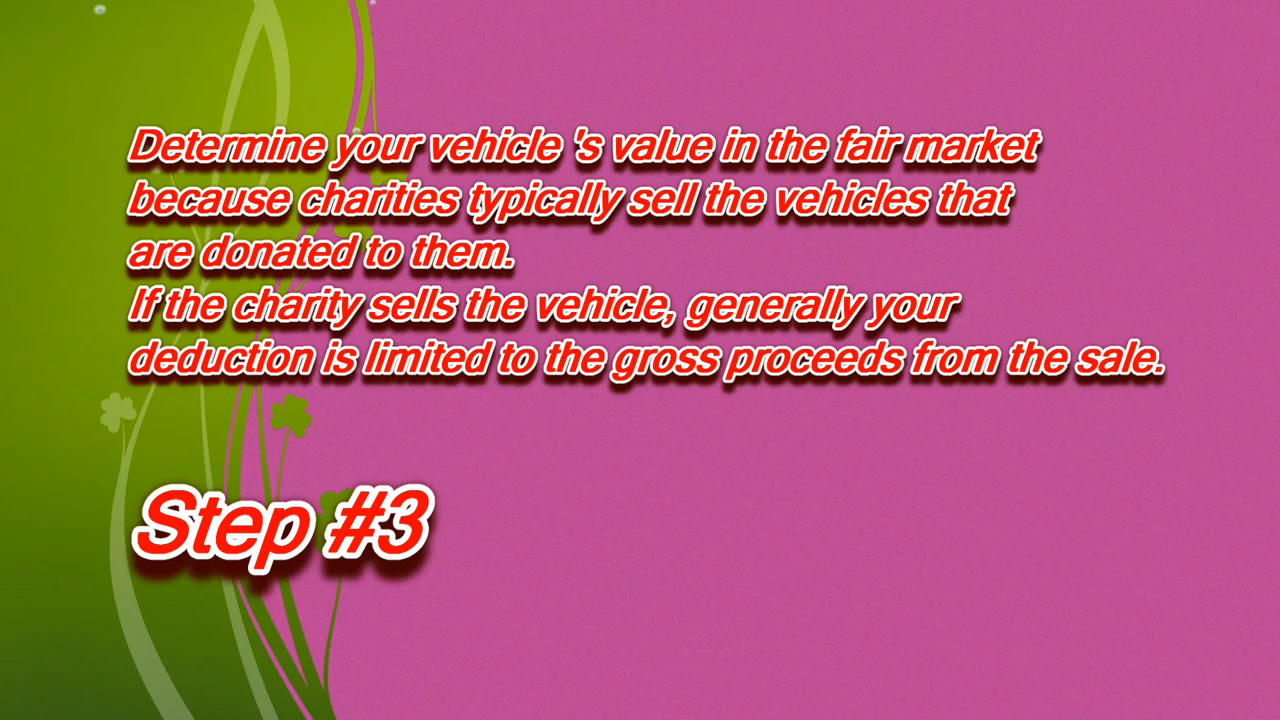 Determine your vehicle 's value in the fair market
because charities typically sell the vehicles that
are donated to them.
If the charity sells the vehicle, generally your
deduction is limited to the gross proceeds from the sale.
Step #3